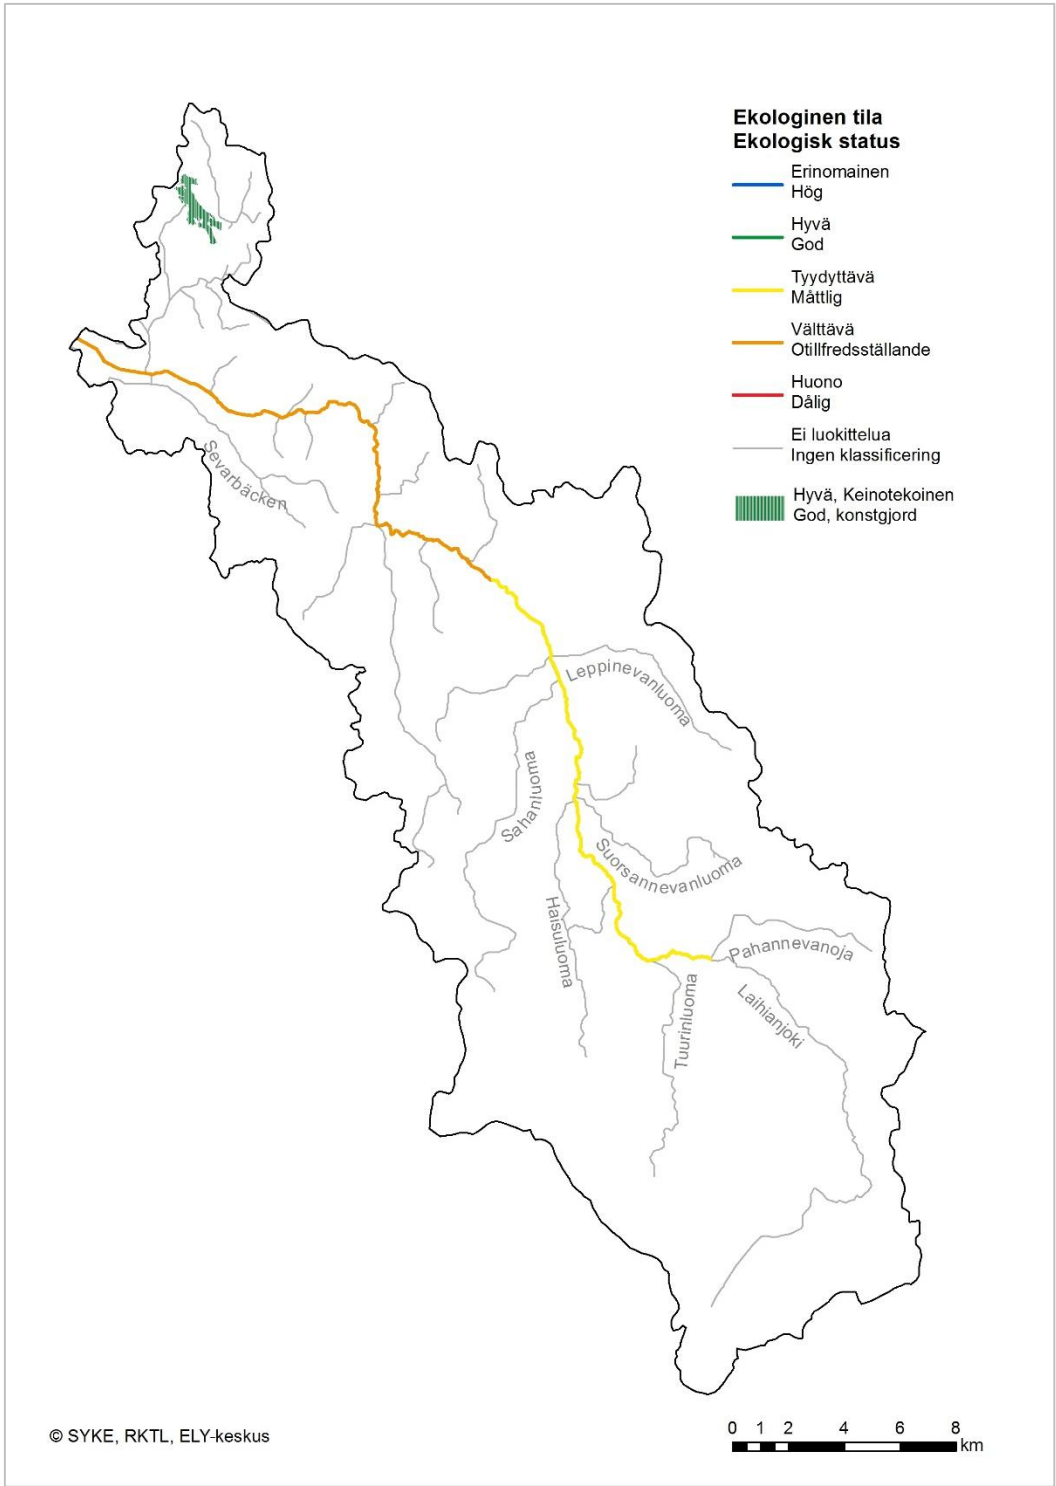 Ekologinen tila
Ekologisk status
Erinomainen
Hög
Hyvä
God
Tyydyttävä
Måttlig
Välttävä
Otillfredsställande
Huono
Dålig
Ei luokittelua
Ingen klassificering
Hyvä, Keinotekoinen
God, konstgjord
Sevarbäcken
Leppinevanluoma
Sahanluoma
Suorsannevanluoma
Haisuluoma
Pahannevanoja
Laihianjoki
Tuurinluoma
© SYKE, RKTL, ELY-keskus
0 1 2 4 6 8
km